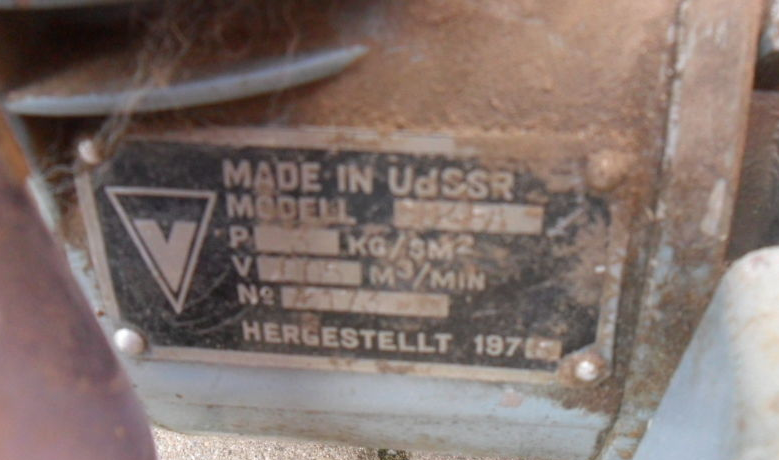 V
MADE IN UdSSR
MODELL
P KG/SM²
V M³/MIN
№
HERGESTELLT 197